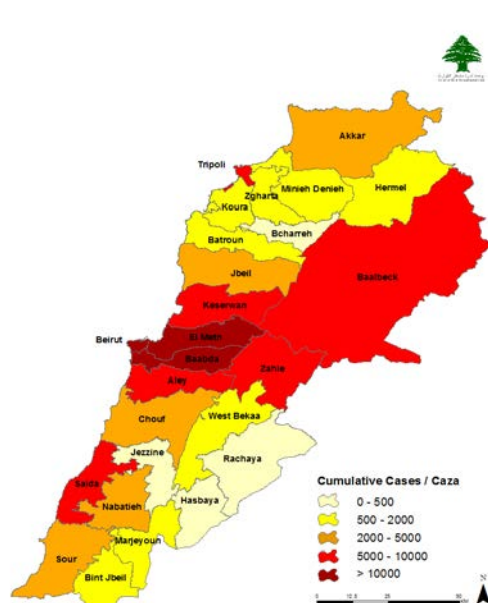 Akkar
Tripoli
Zgharta
Minieh Denieh
Hermel
Koura
Bcharreh
Batroun
Baalbeck
Jbeil
Keserwan
Beirut
El Metn
Baabda
Zahle
Aley
West Bekaa
Chouf
Jezzine
Rachaya
Saida
Hasbaya
Nabatieh
Marjeyoun
Sour
Bint Jbeil
Cumulative Cases / Caza
0 - 500
500 - 2000
2000 - 5000
5000 - 10000
> 10000
N